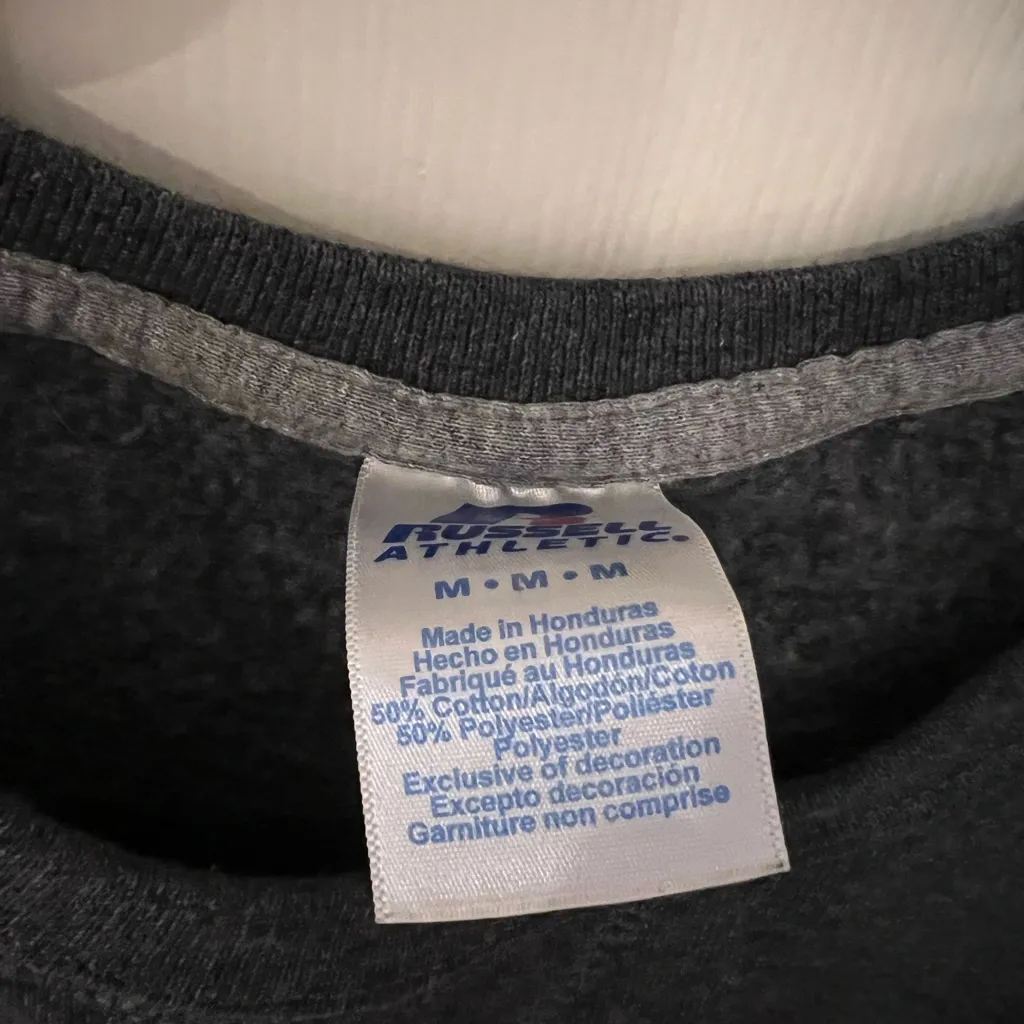 RUSSELL
ATHLETIC®
M • M • M
Made in Honduras
Hecho en Honduras
Fabriqué au Honduras
50% Cotton/Algodón/Coton
50% Polyester/Poliéster
Polyester
Exclusive of decoration
Excepto decoración
Garniture non comprise